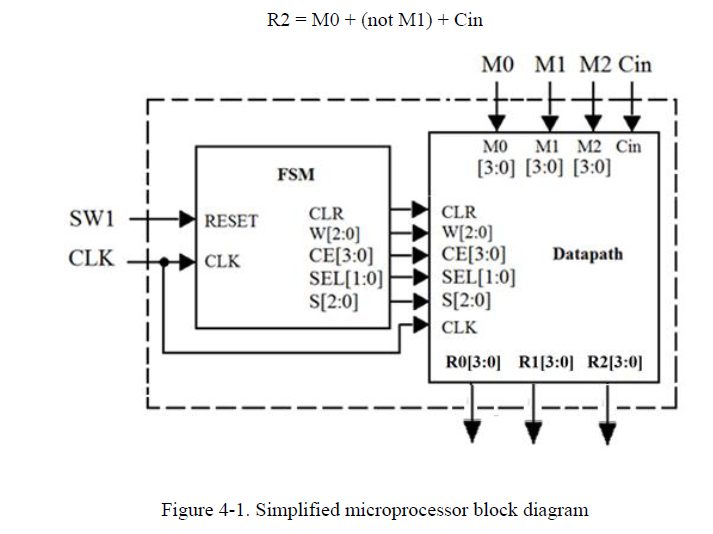 R2 = M0 + (not M1) + Cin
M0 M1 M2 Cin
M0 M1 M2 Cin
[3:0] [3:0] [3:0]
FSM
SW1
CLK
RESET
CLK
CLR
W[2:0]
CE[3:0]
SEL[1:0]
S[2:0]
CLR
W[2:0]
CE[3:0]
SEL[1:0]
S[2:0]
CLK
Datapath
R0[3:0] R1[3:0] R2[3:0]
Figure 4-1. Simplified microprocessor block diagram